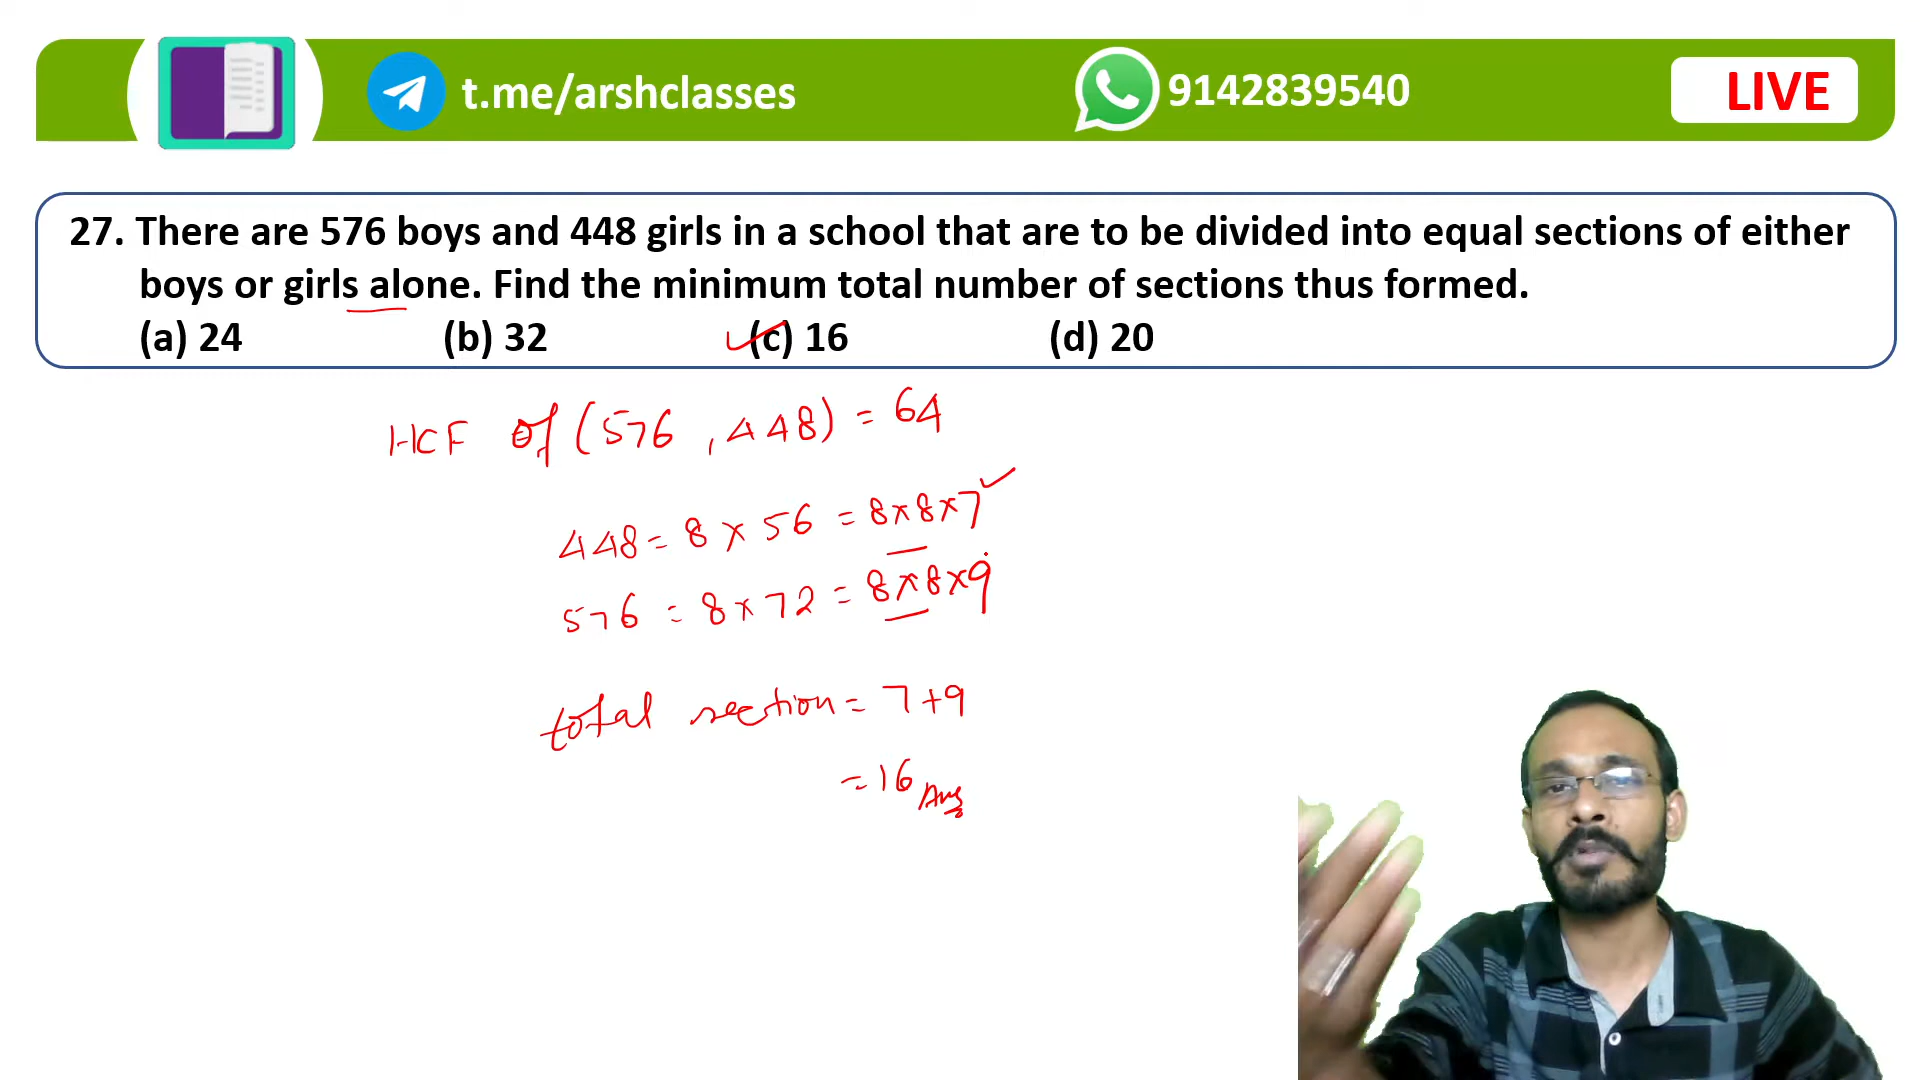 t.me/arshclasses 9142839540 LIVE
27. There are 576 boys and 448 girls in a school that are to be divided into equal sections of either
boys or girls alone. Find the minimum total number of sections thus formed.
(a) 24 (b) 32 (c) 16 (d) 20
HCF of (576 , 448) = 64
448 = 8 × 56 = 8×8×7
576 = 8 × 72 = 8×8×9
total section = 7+9
= 16 Ans